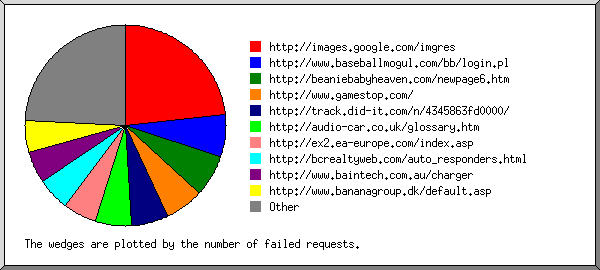 http://images.google.com/imgres
http://www.baseballmogul.com/bb/login.pl
http://beaniebabyheaven.com/newpage6.htm
http://www.gamestop.com/
http://track.did-it.com/n/4345863fd0000/
http://audio-car.co.uk/glossary.htm
http://ex2.ea-europe.com/index.asp
http://bcrealtyweb.com/auto_responders.html
http://www.baintech.com.au/charger
http://www.bananagroup.dk/default.asp
Other
The wedges are plotted by the number of failed requests.